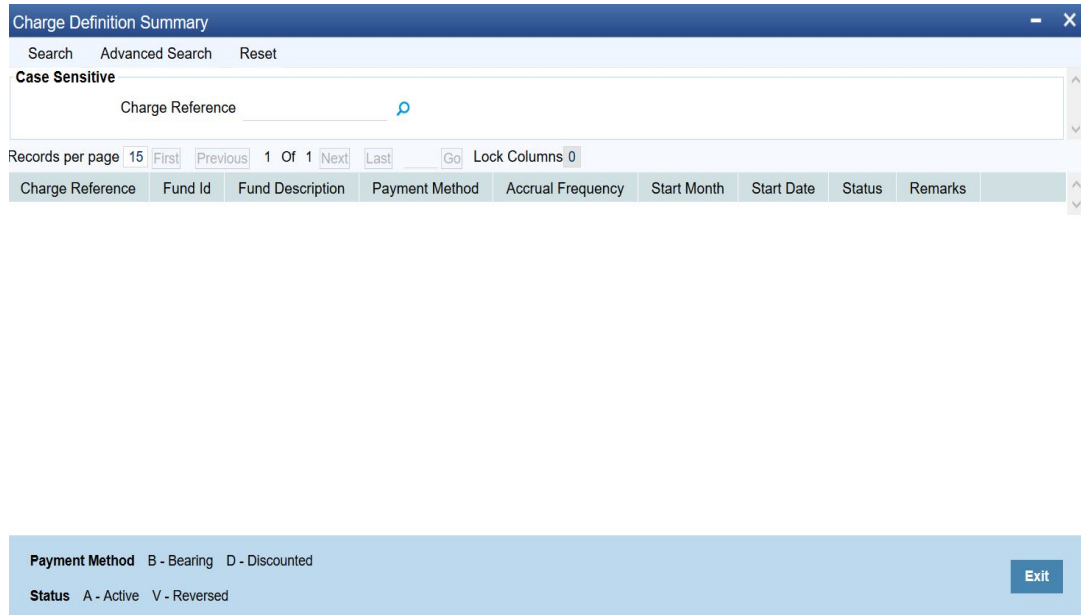 Charge Definition Summary
Search Advanced Search Reset
Case Sensitive
Charge Reference
Records per page 15 First Previous 1 Of 1 Next Last Go Lock Columns 0
Charge Reference Fund Id Fund Description Payment Method Accrual Frequency Start Month Start Date Status Remarks
Payment Method B - Bearing D - Discounted
Exit
Status A - Active V - Reversed